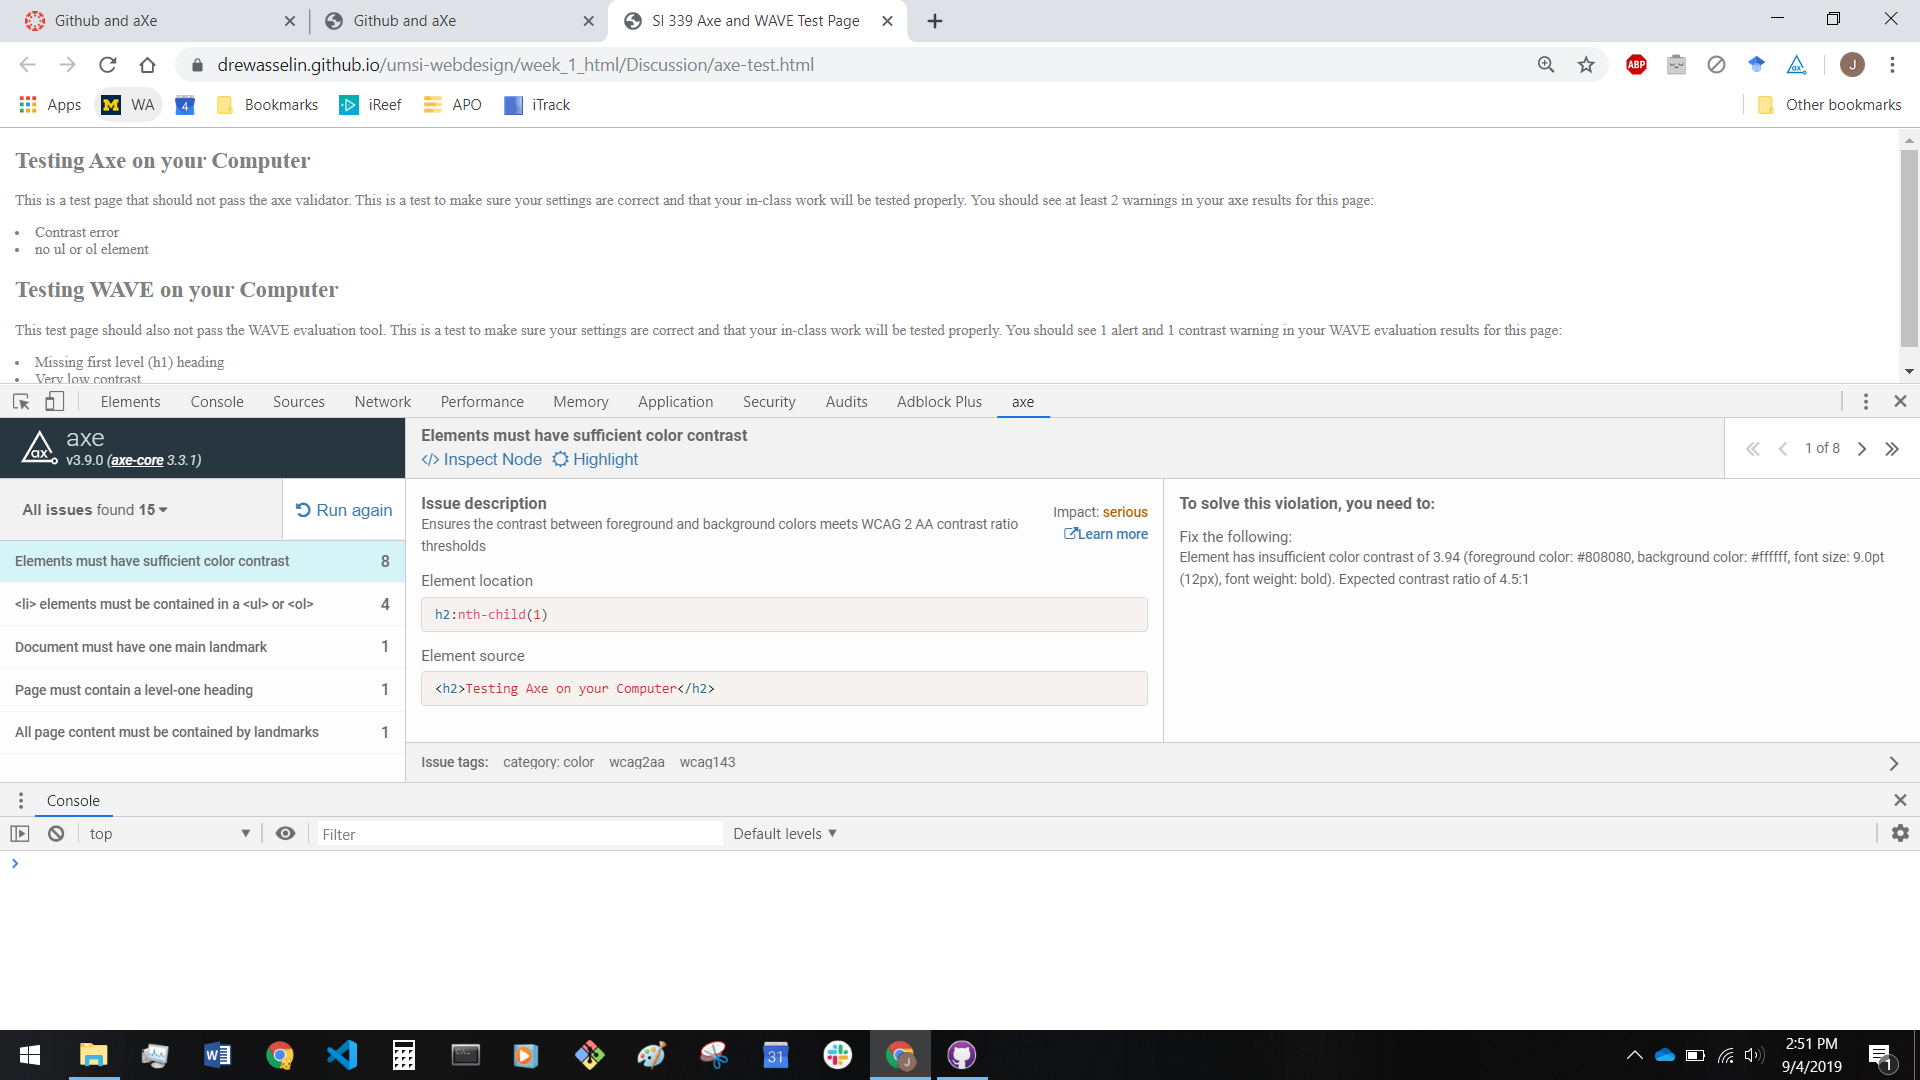 Github and aXe
Github and aXe
SI 339 Axe and WAVE Test Page
drewasselin.github.io/umsi-webdesign/week_1_html/Discussion/axe-test.html
ABP
J
Apps
M WA
4
Bookmarks
iReef
APO
iTrack
Other bookmarks
Testing Axe on your Computer
This is a test page that should not pass the axe validator. This is a test to make sure your settings are correct and that your in-class work will be tested properly. You should see at least 2 warnings in your axe results for this page:
• Contrast error
• no ul or ol element
Testing WAVE on your Computer
This test page should also not pass the WAVE evaluation tool. This is a test to make sure your settings are correct and that your in-class work will be tested properly. You should see 1 alert and 1 contrast warning in your WAVE evaluation results for this page:
• Missing first level (h1) heading
• Very low contrast
Elements Console Sources Network Performance Memory Application Security Audits Adblock Plus axe
ax
axe
v3.9.0 (axe-core 3.3.1)
Elements must have sufficient color contrast
</> Inspect Node Highlight
1 of 8
All issues found 15
Run again
Elements must have sufficient color contrast 8
<li> elements must be contained in a <ul> or <ol> 4
Document must have one main landmark 1
Page must contain a level-one heading 1
All page content must be contained by landmarks 1
Issue description
Ensures the contrast between foreground and background colors meets WCAG 2 AA contrast ratio
thresholds
Impact: serious
Learn more
Element location
h2:nth-child(1)
Element source
<h2>Testing Axe on your Computer</h2>
To solve this violation, you need to:
Fix the following:
Element has insufficient color contrast of 3.94 (foreground color: #808080, background color: #ffffff, font size: 9.0pt
(12px), font weight: bold). Expected contrast ratio of 4.5:1
Issue tags: category: color wcag2aa wcag143
Console
top
Filter
Default levels
31
J
2:51 PM
9/4/2019
1